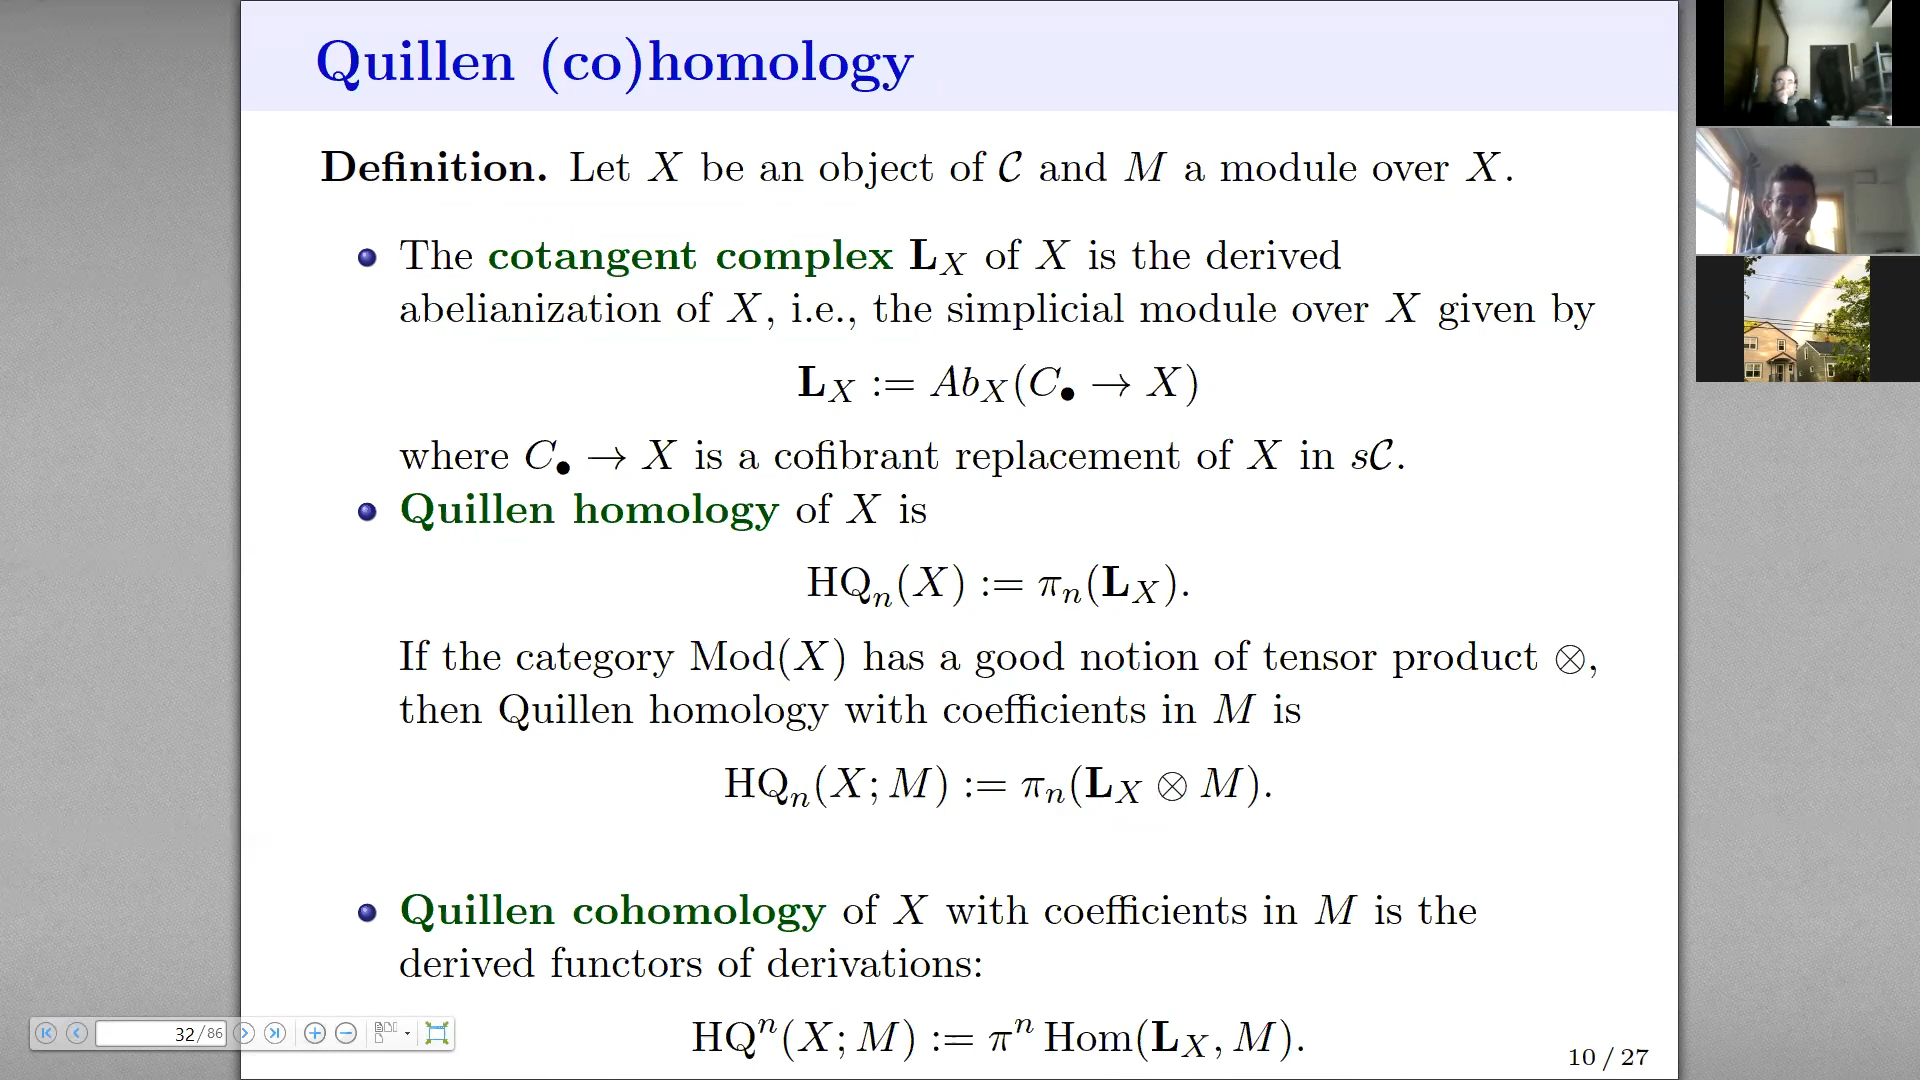 Quillen (co)homology
Definition. Let X be an object of 𝒞 and M a module over X.
The cotangent complex L_X of X is the derived
abelianization of X, i.e., the simplicial module over X given by
L_X := Ab_X(C_• → X)
where C_• → X is a cofibrant replacement of X in s𝒞.
Quillen homology of X is
HQ_n(X) := π_n(L_X).
If the category Mod(X) has a good notion of tensor product ⊗,
then Quillen homology with coefficients in M is
HQ_n(X; M) := π_n(L_X ⊗ M).
Quillen cohomology of X with coefficients in M is the
derived functors of derivations:
HQ^n(X; M) := π^n Hom(L_X, M).
32/86
10 / 27